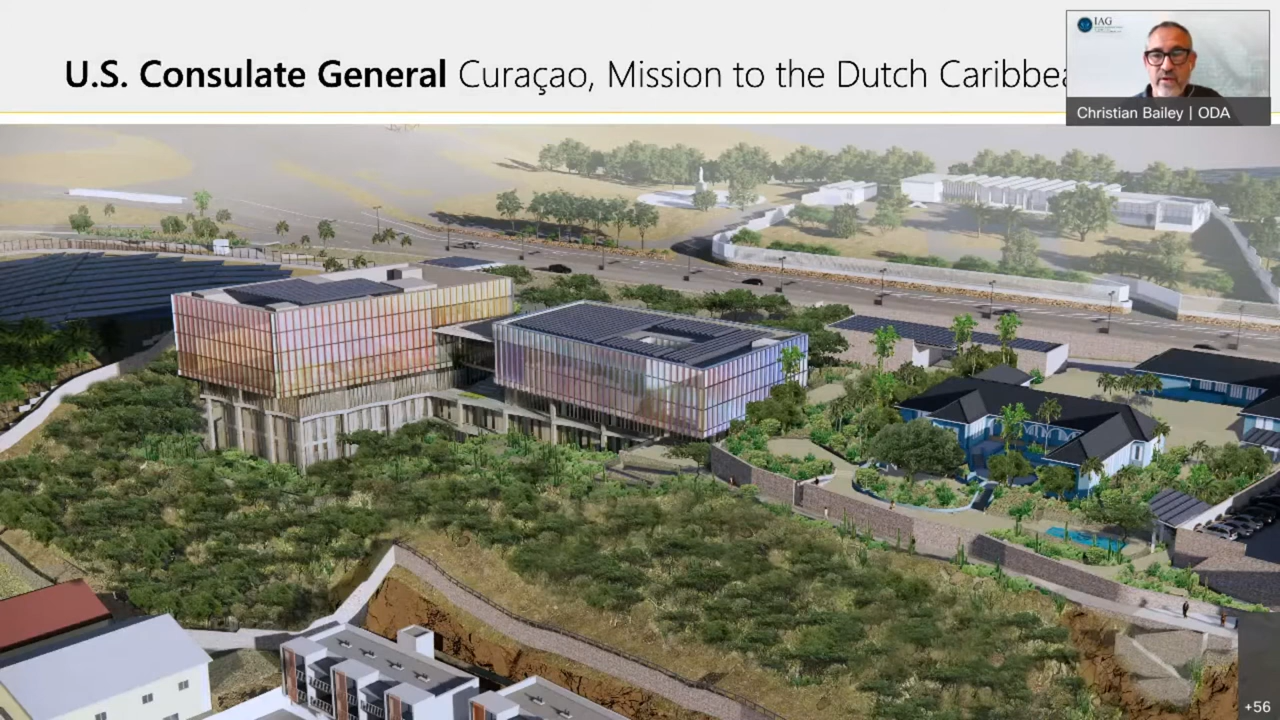 U.S. Consulate General Curaçao, Mission to the Dutch Caribbea
IAG
Christian Bailey | ODA
+56